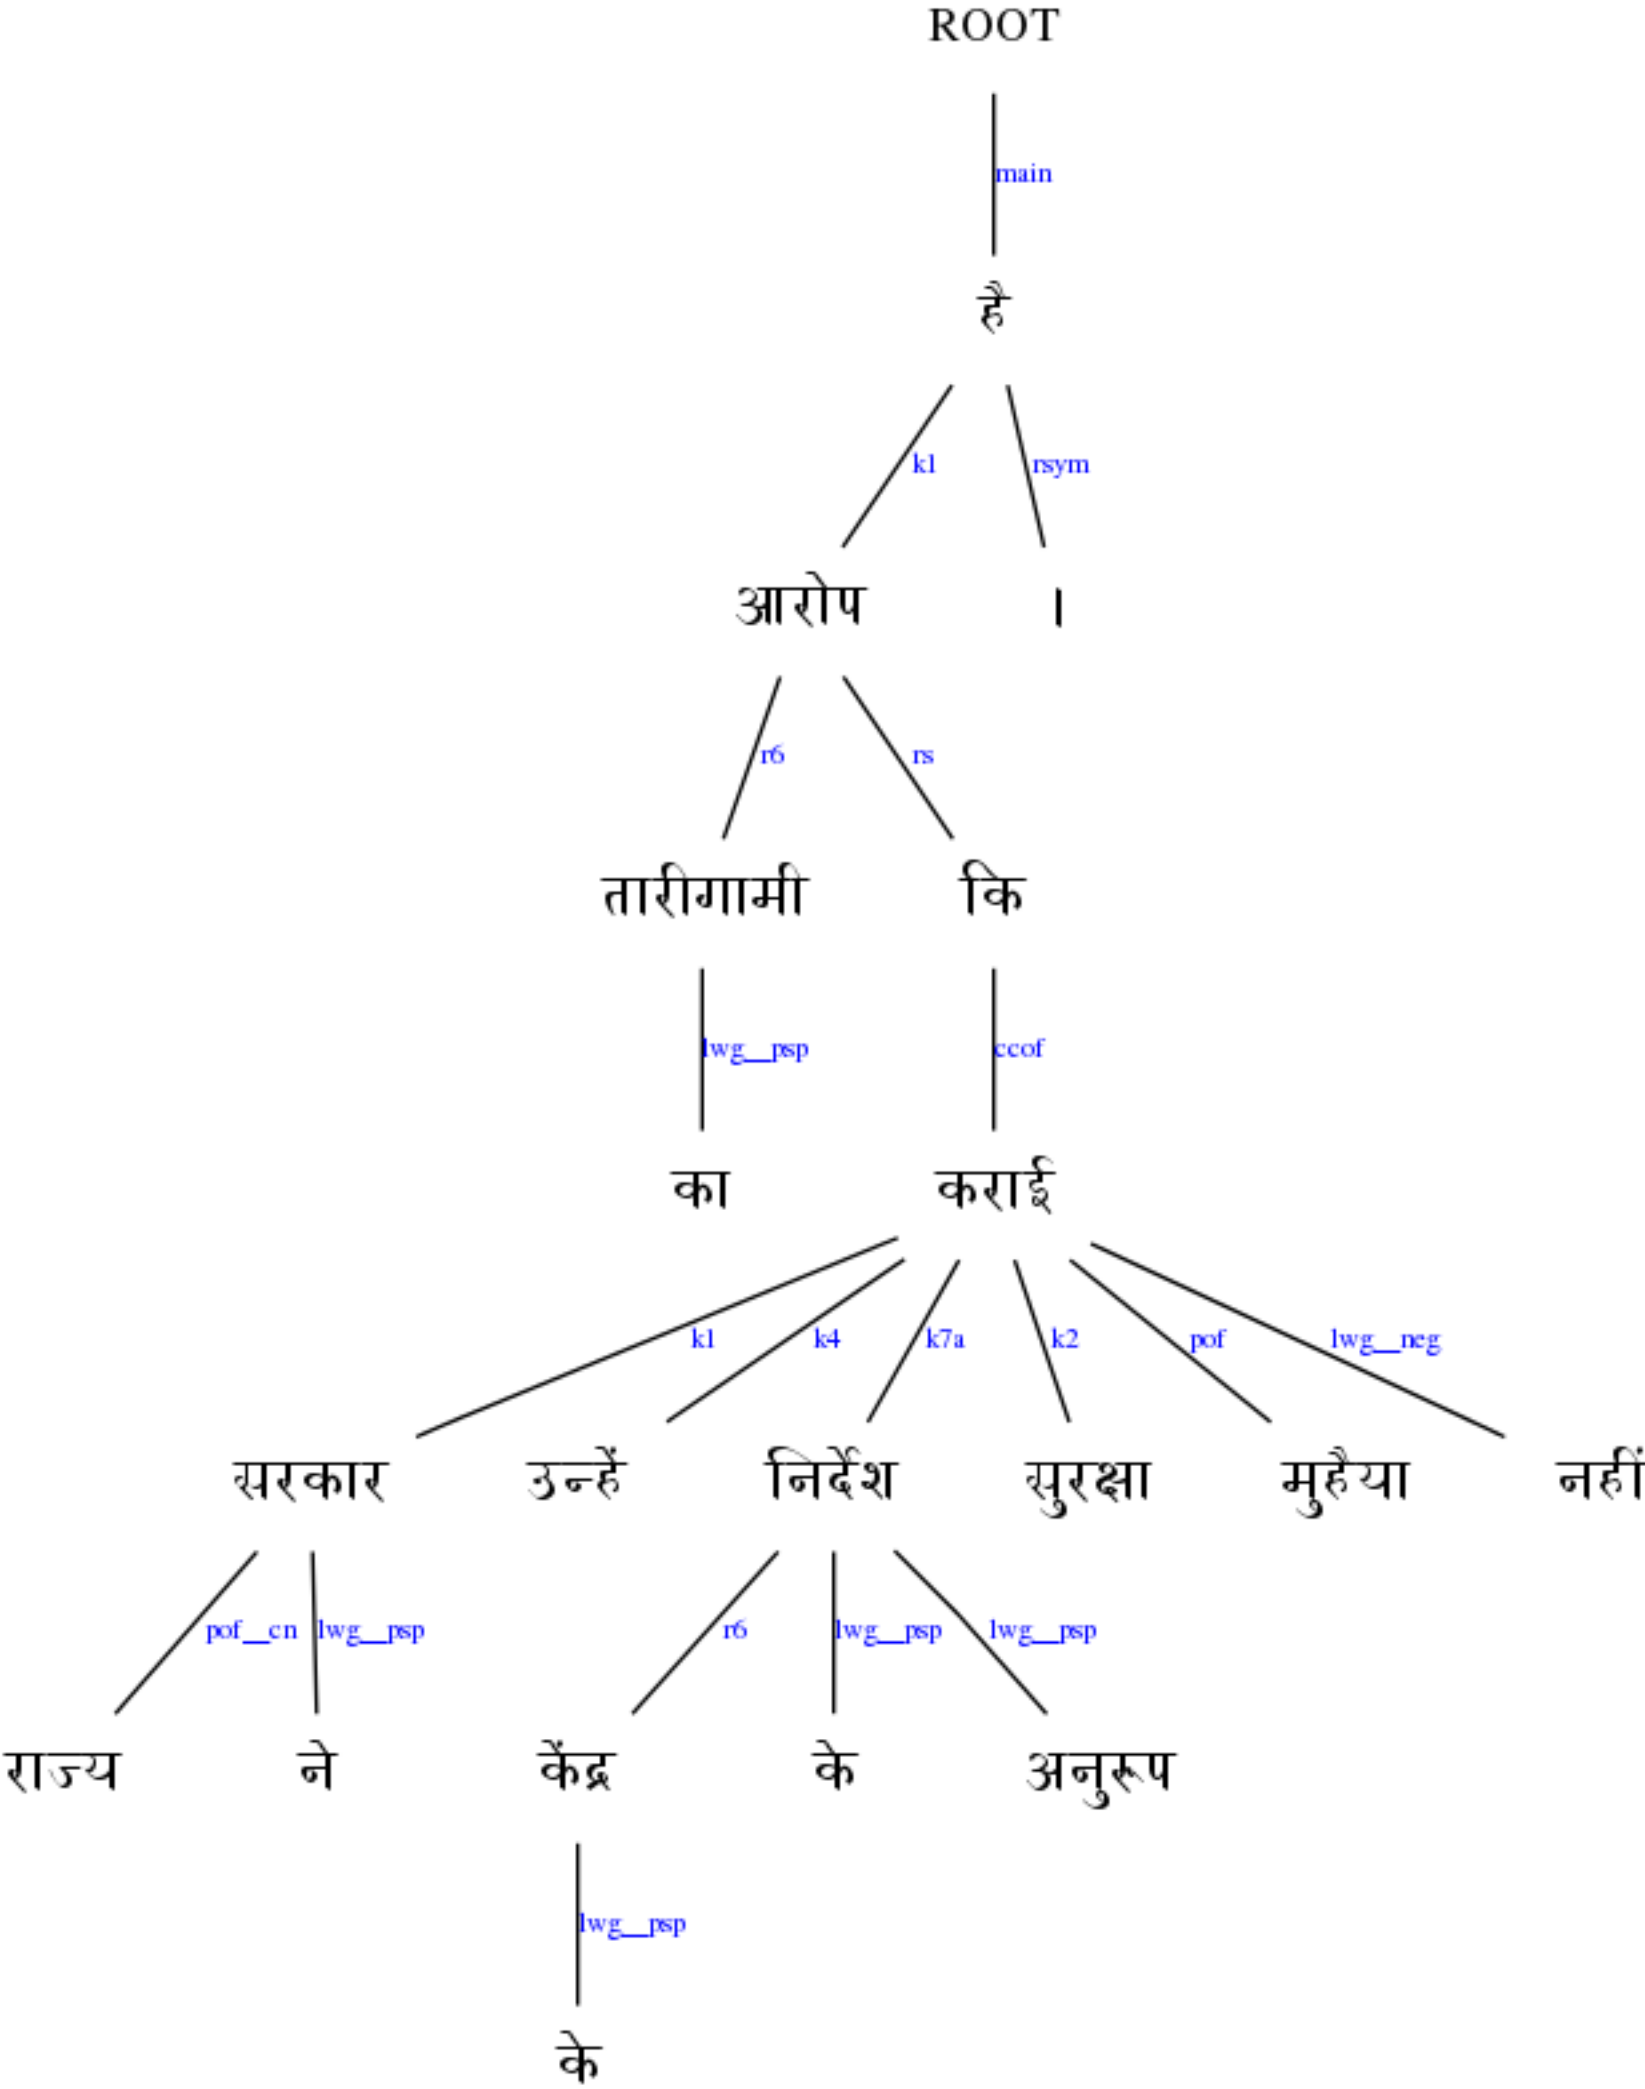 ROOT
main
है
k1 rsym
आरोप ।
r6 rs
तारीगामी कि
lwg__psp ccof
का कराई
k1 k4 k7a k2 pof lwg__neg
सरकार उन्हें निर्देश सुरक्षा मुहैया नहीं
pof__cn lwg__psp r6 lwg__psp lwg__psp
राज्य ने केंद्र के अनुरूप
lwg__psp
के